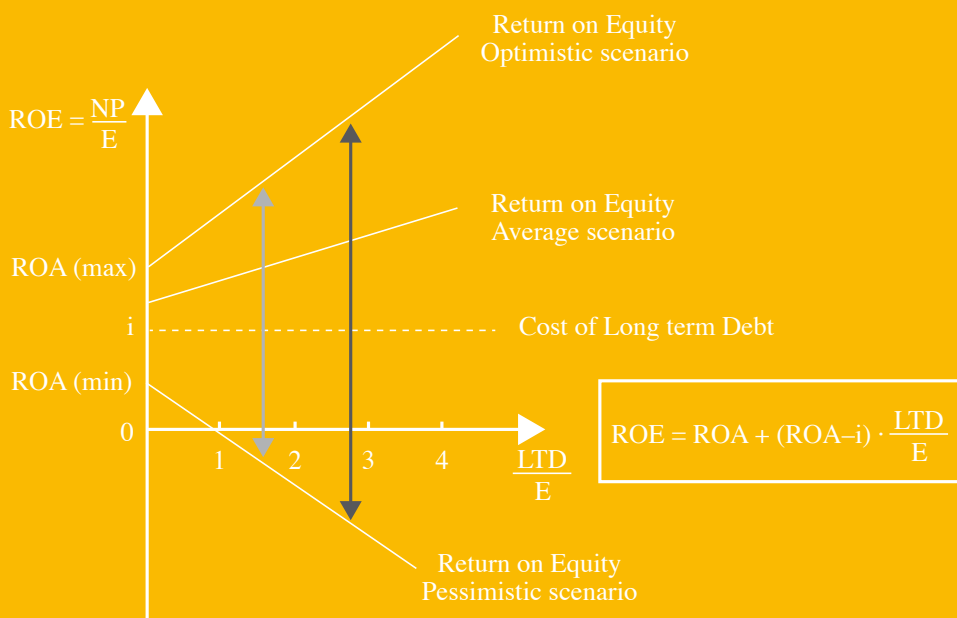 Return on Equity
Optimistic scenario
ROE = NP
E
Return on Equity
Average scenario
ROA (max)
i
Cost of Long term Debt
ROA (min)
0
1 2 3 4
LTD
E
ROE = ROA + (ROA–i) · LTD
E
Return on Equity
Pessimistic scenario